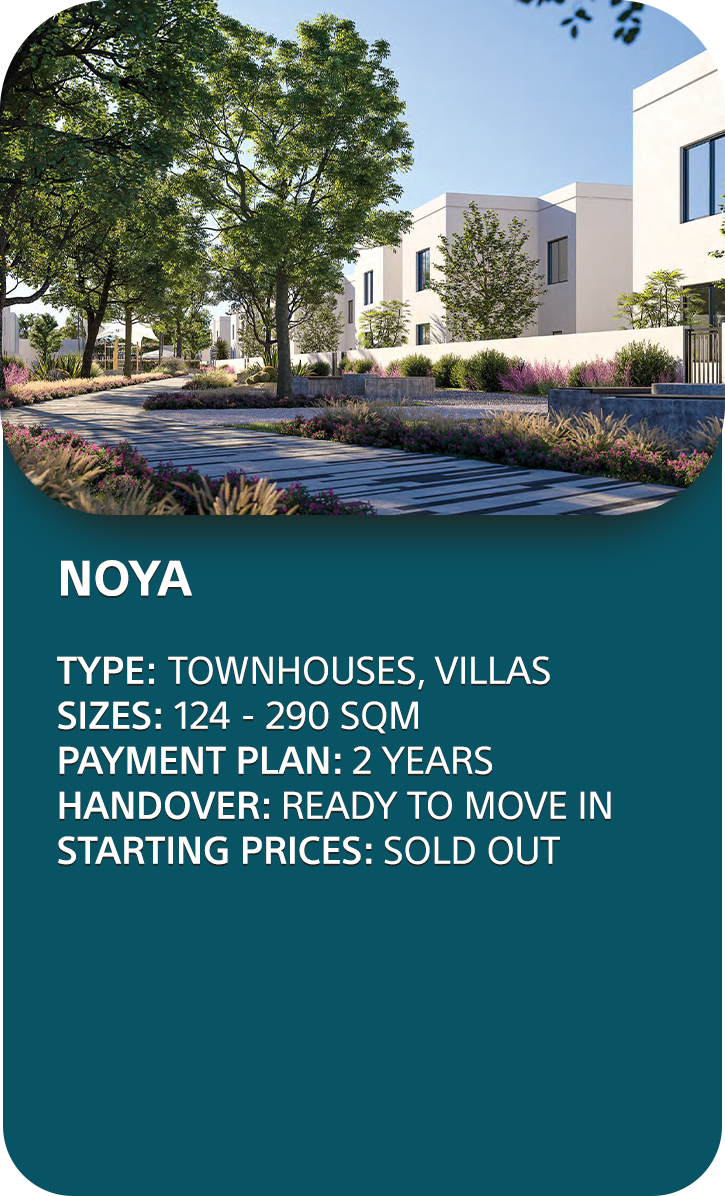 NOYA
TYPE: TOWNHOUSES, VILLAS
SIZES: 124 - 290 SQM
PAYMENT PLAN: 2 YEARS
HANDOVER: READY TO MOVE IN
STARTING PRICES: SOLD OUT